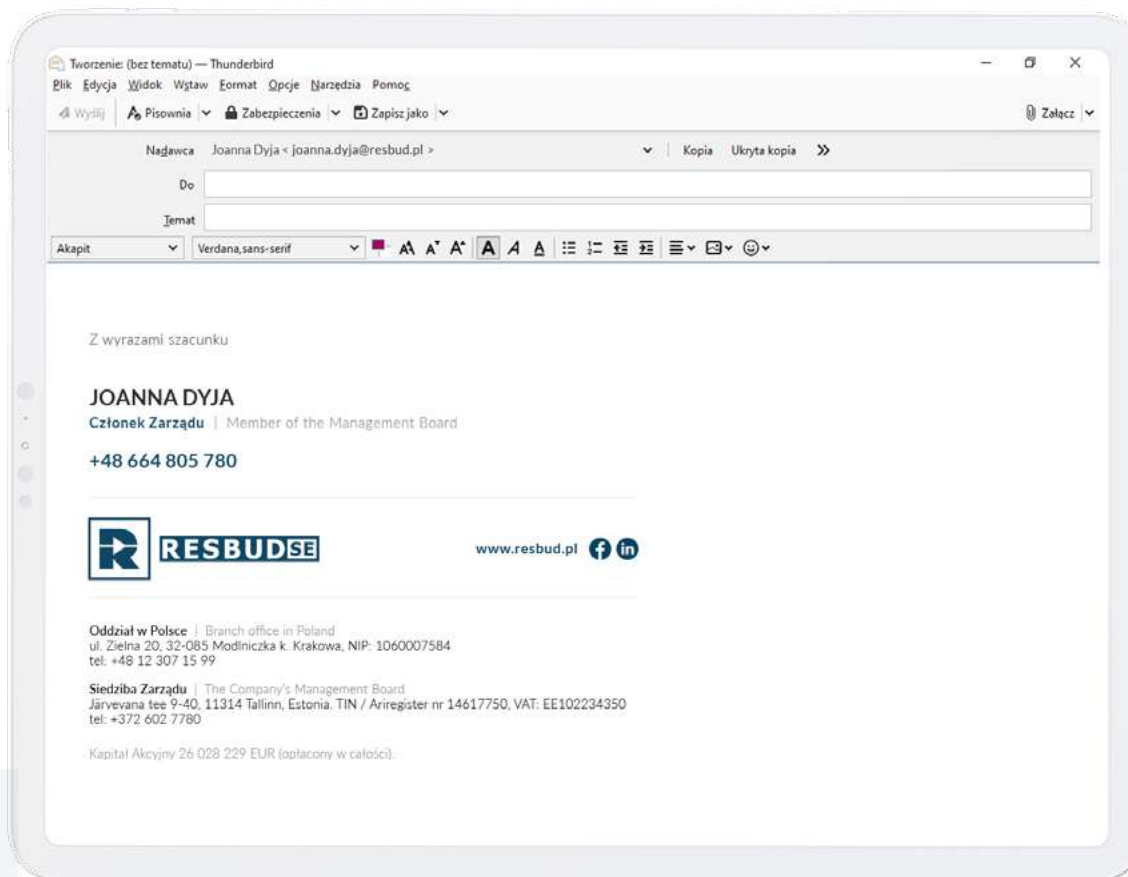 Tworzenie: (bez tematu) — Thunderbird
Plik Edycja Widok Wstaw Format Opcje Narzędzia Pomoc
Wyślij Pisownia Zabezpieczenia Zapisz jako Załącz
Nadawca Joanna Dyja < joanna.dyja@resbud.pl > Kopia Ukryta kopia
Do
Temat
Akapit Verdana,sans-serif
Z wyrazami szacunku
JOANNA DYJA
Członek Zarządu | Member of the Management Board
+48 664 805 780
R RESBUD SE www.resbud.pl f in
Oddział w Polsce | Branch office in Poland
ul. Zielna 20, 32-085 Modlniczka k. Krakowa, NIP: 1060007584
tel: +48 12 307 15 99
Siedziba Zarządu | The Company's Management Board
Järvevana tee 9-40, 11314 Tallinn, Estonia. TIN / Ariregister nr 14617750, VAT: EE102234350
tel: +372 602 7780
Kapitał Akcyjny 26 028 229 EUR (opłacony w całości).